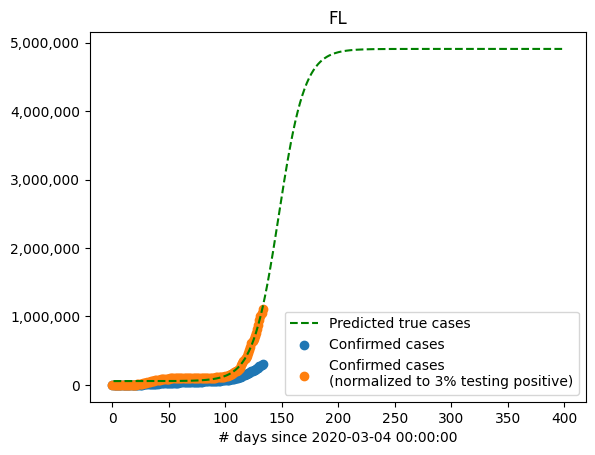 FL
5,000,000
4,000,000
3,000,000
2,000,000
1,000,000
0
0 50 100 150 200 250 300 350 400
# days since 2020-03-04 00:00:00
Predicted true cases
Confirmed cases
Confirmed cases
(normalized to 3% testing positive)